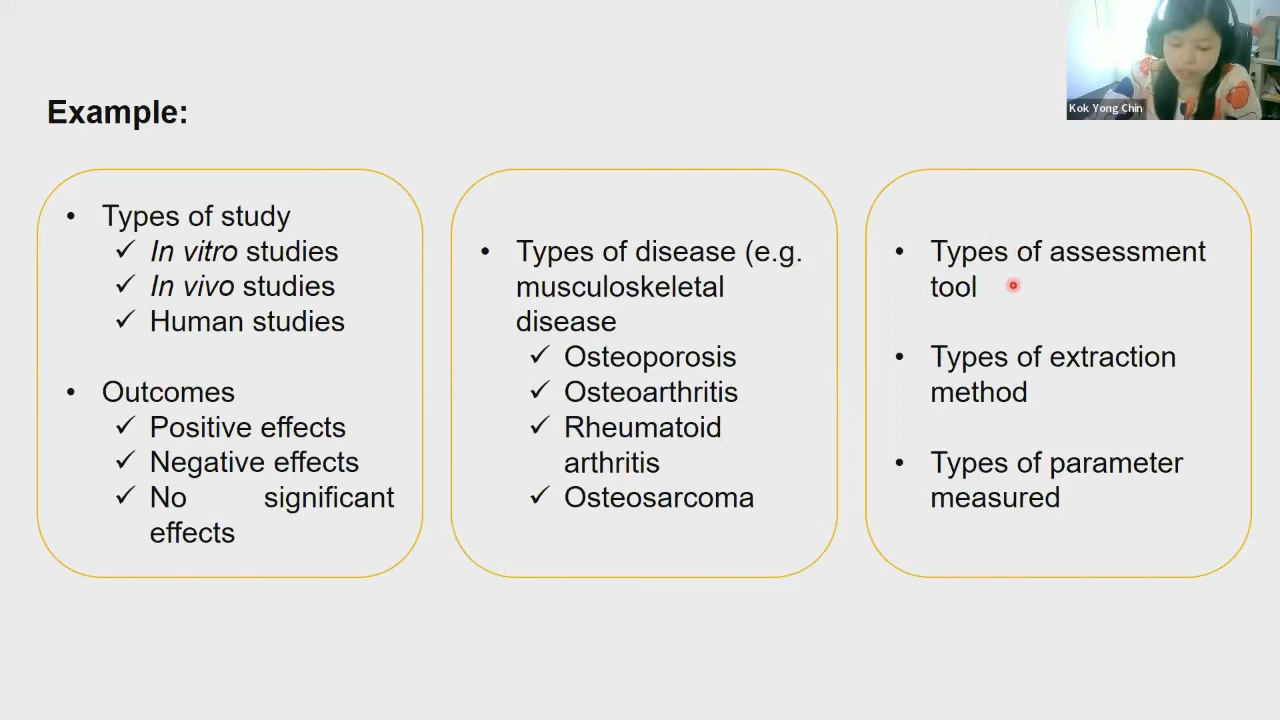 Kok Yong Chin
Example:
• Types of study
✓ In vitro studies
✓ In vivo studies
✓ Human studies
• Outcomes
✓ Positive effects
✓ Negative effects
✓ No significant
effects
• Types of disease (e.g.
musculoskeletal
disease
✓ Osteoporosis
✓ Osteoarthritis
✓ Rheumatoid
arthritis
✓ Osteosarcoma
• Types of assessment
tool
• Types of extraction
method
• Types of parameter
measured